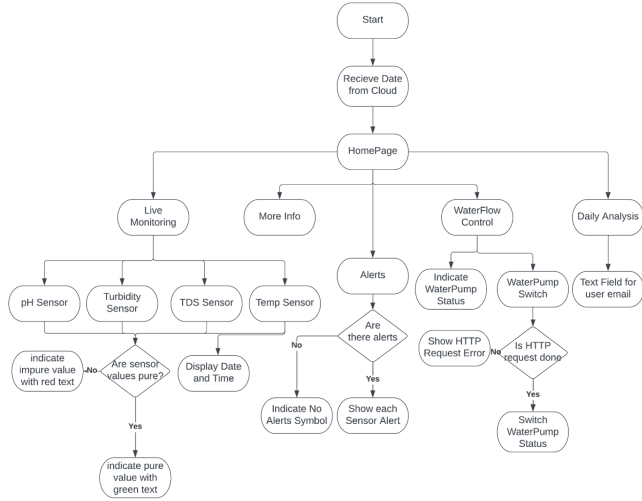 Start
Recieve Date
from Cloud
HomePage
Live
Monitoring
More Info
WaterFlow
Control
Daily Analysis
pH Sensor
Turbidity
Sensor
TDS Sensor
Temp Sensor
Alerts
Indicate
WaterPump
Status
WaterPump
Switch
Text Field for
user email
indicate
impure value
with red text
No
Are sensor
values pure?
Display Date
and Time
No
Are
there alerts
Show HTTP
Request Error
No
Is HTTP
request done
Yes
Yes
Yes
Indicate No
Alerts Symbol
Show each
Sensor Alert
Switch
WaterPump
Status
indicate pure
value with
green text